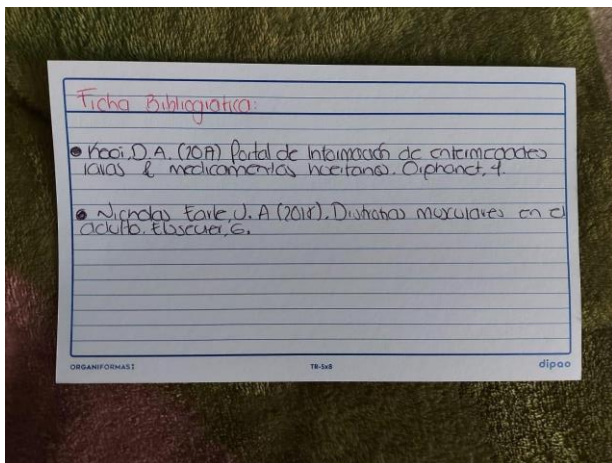 Ficha Bibliográfica:
• Kooi, D. A. (2017) Portal de Información de enfermedades
raras & medicamentos huérfanos. Orphanet, 4.
• Nicholas Earle, J. A (2018). Distrofias musculares en el
adulto. Elsevier, 6.
ORGANIFORMAS I TR-5x8 dipao